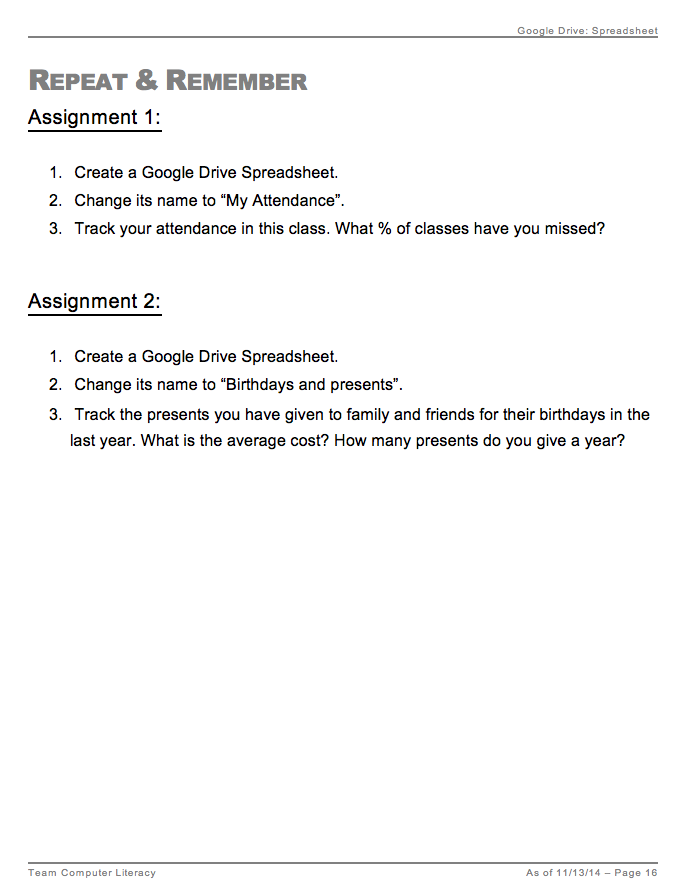 Google Drive: Spreadsheet
REPEAT & REMEMBER
Assignment 1:
1. Create a Google Drive Spreadsheet.
2. Change its name to “My Attendance”.
3. Track your attendance in this class. What % of classes have you missed?
Assignment 2:
1. Create a Google Drive Spreadsheet.
2. Change its name to “Birthdays and presents”.
3. Track the presents you have given to family and friends for their birthdays in the
last year. What is the average cost? How many presents do you give a year?
Team Computer Literacy
As of 11/13/14 – Page 16